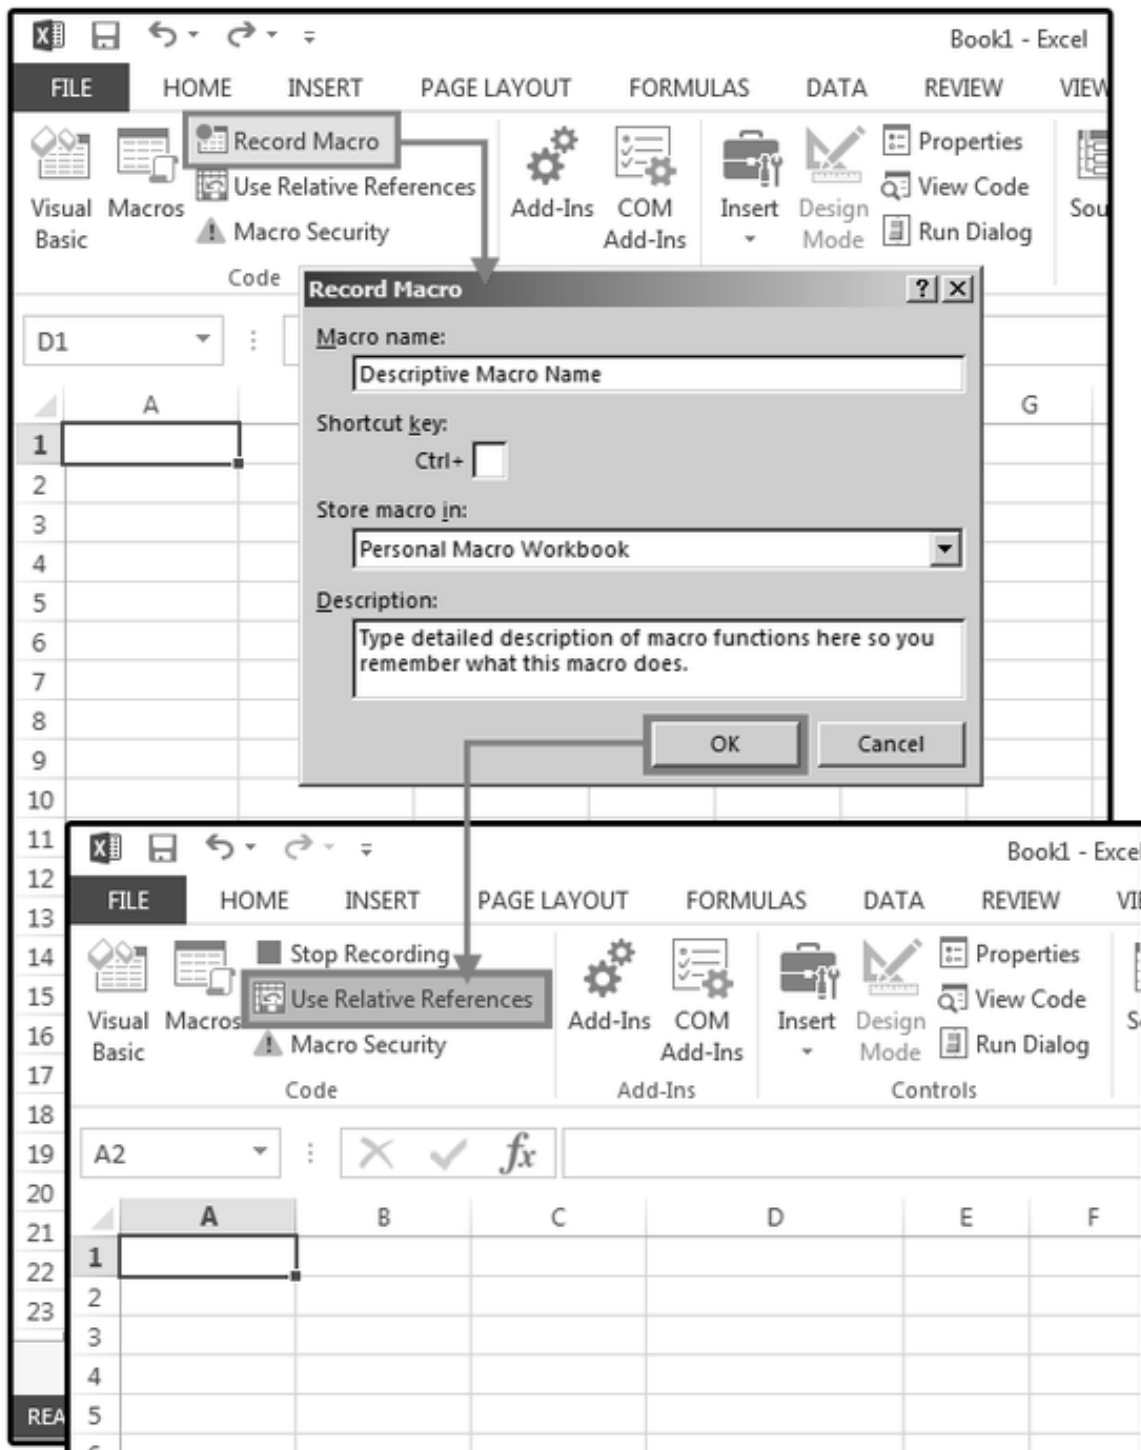 Book1 - Excel
FILE HOME INSERT PAGE LAYOUT FORMULAS DATA REVIEW VIEW
Record Macro
Properties
Use Relative References
View Code
Visual Basic
Macros
Add-Ins
COM Add-Ins
Insert
Design Mode
Sou
Macro Security
Run Dialog
Code
Record Macro
D1
Macro name:
Descriptive Macro Name
A G
Shortcut key:
Ctrl+
Store macro in:
Personal Macro Workbook
Description:
Type detailed description of macro functions here so you
remember what this macro does.
OK Cancel
1
2
3
4
5
6
7
8
9
10
11
12
13
14
15
16
17
18
19
20
21
22
23
REA
Book1 - Excel
FILE HOME INSERT PAGE LAYOUT FORMULAS DATA REVIEW VI
Stop Recording
Properties
Use Relative References
View Code
Visual Basic
Macros
Add-Ins
COM Add-Ins
Insert
Design Mode
S
Macro Security
Run Dialog
Code Add-Ins Controls
A2 fx
A B C D E F
1
2
3
4
5